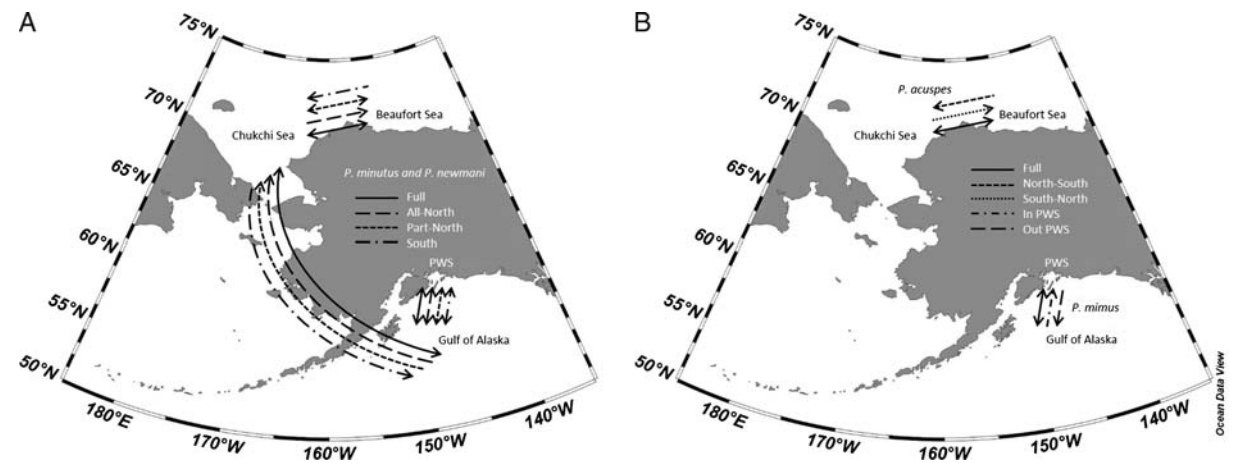 A
75°N
70°N
65°N
60°N
55°N
50°N
180°E
170°W
160°W
150°W
140°W
Chukchi Sea
Beaufort Sea
P. minutus and P. newmani
Full
All-North
Part-North
South
PWS
Gulf of Alaska
B
75°N
70°N
65°N
60°N
55°N
50°N
180°E
170°W
160°W
150°W
140°W
P. acuspes
Chukchi Sea
Beaufort Sea
Full
North-South
South-North
In PWS
Out PWS
PWS
P. mimus
Gulf of Alaska
Ocean Data View